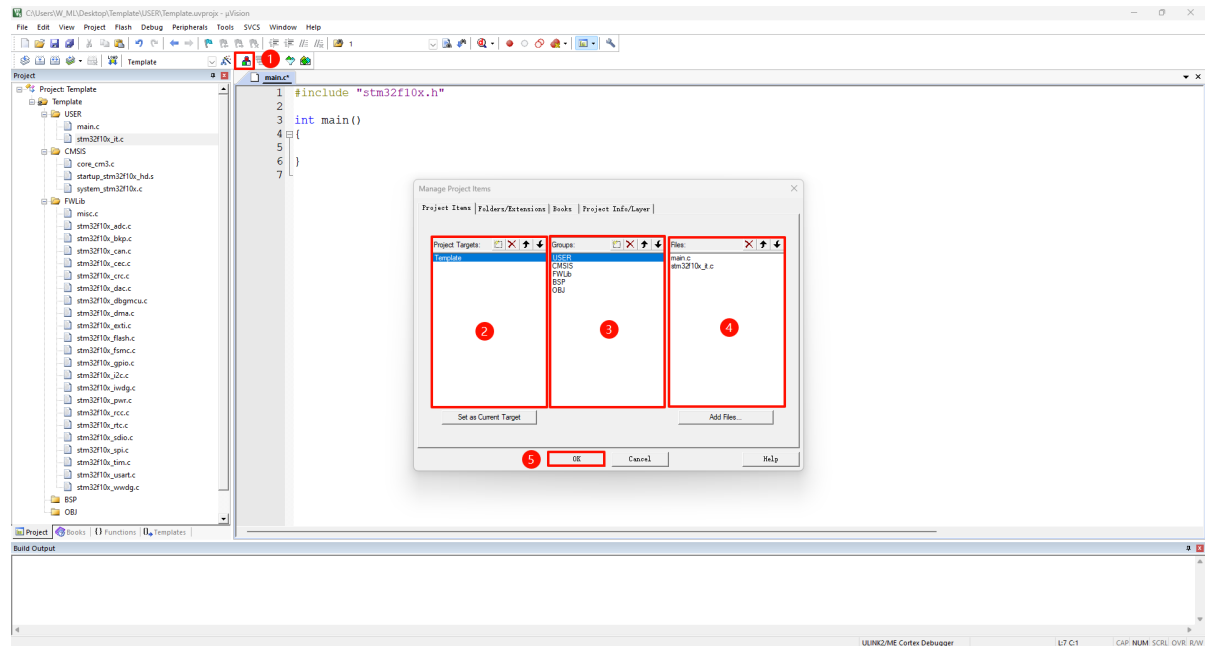 C:\Users\W_ML\Desktop\Template\USER\Template.uvprojx - µVision
File Edit View Project Flash Debug Peripherals Tools SVCS Window Help
1
Template
1
Project
main.c*
Project: Template
Template
USER
main.c
stm32f10x_it.c
CMSIS
core_cm3.c
startup_stm32f10x_hd.s
system_stm32f10x.c
FWLib
misc.c
stm32f10x_adc.c
stm32f10x_bkp.c
stm32f10x_can.c
stm32f10x_cec.c
stm32f10x_crc.c
stm32f10x_dac.c
stm32f10x_dbgmcu.c
stm32f10x_dma.c
stm32f10x_exti.c
stm32f10x_flash.c
stm32f10x_fsmc.c
stm32f10x_gpio.c
stm32f10x_i2c.c
stm32f10x_iwdg.c
stm32f10x_pwr.c
stm32f10x_rcc.c
stm32f10x_rtc.c
stm32f10x_sdio.c
stm32f10x_spi.c
stm32f10x_tim.c
stm32f10x_usart.c
stm32f10x_wwdg.c
BSP
OBJ
1 #include "stm32f10x.h"
2
3 int main()
4 {
5
6 }
7
Manage Project Items
Project Items Folders/Extensions Books Project Info/Layer
Project Targets: Groups: Files:
Template
USER
CMSIS
FWLib
BSP
OBJ
main.c
stm32f10x_it.c
2
3
4
Set as Current Target
Add Files...
5
OK Cancel Help
Project Books {} Functions 0 Templates
Build Output
ULINK2/ME Cortex Debugger L:7 C:1 CAP NUM SCRL OVR R/W